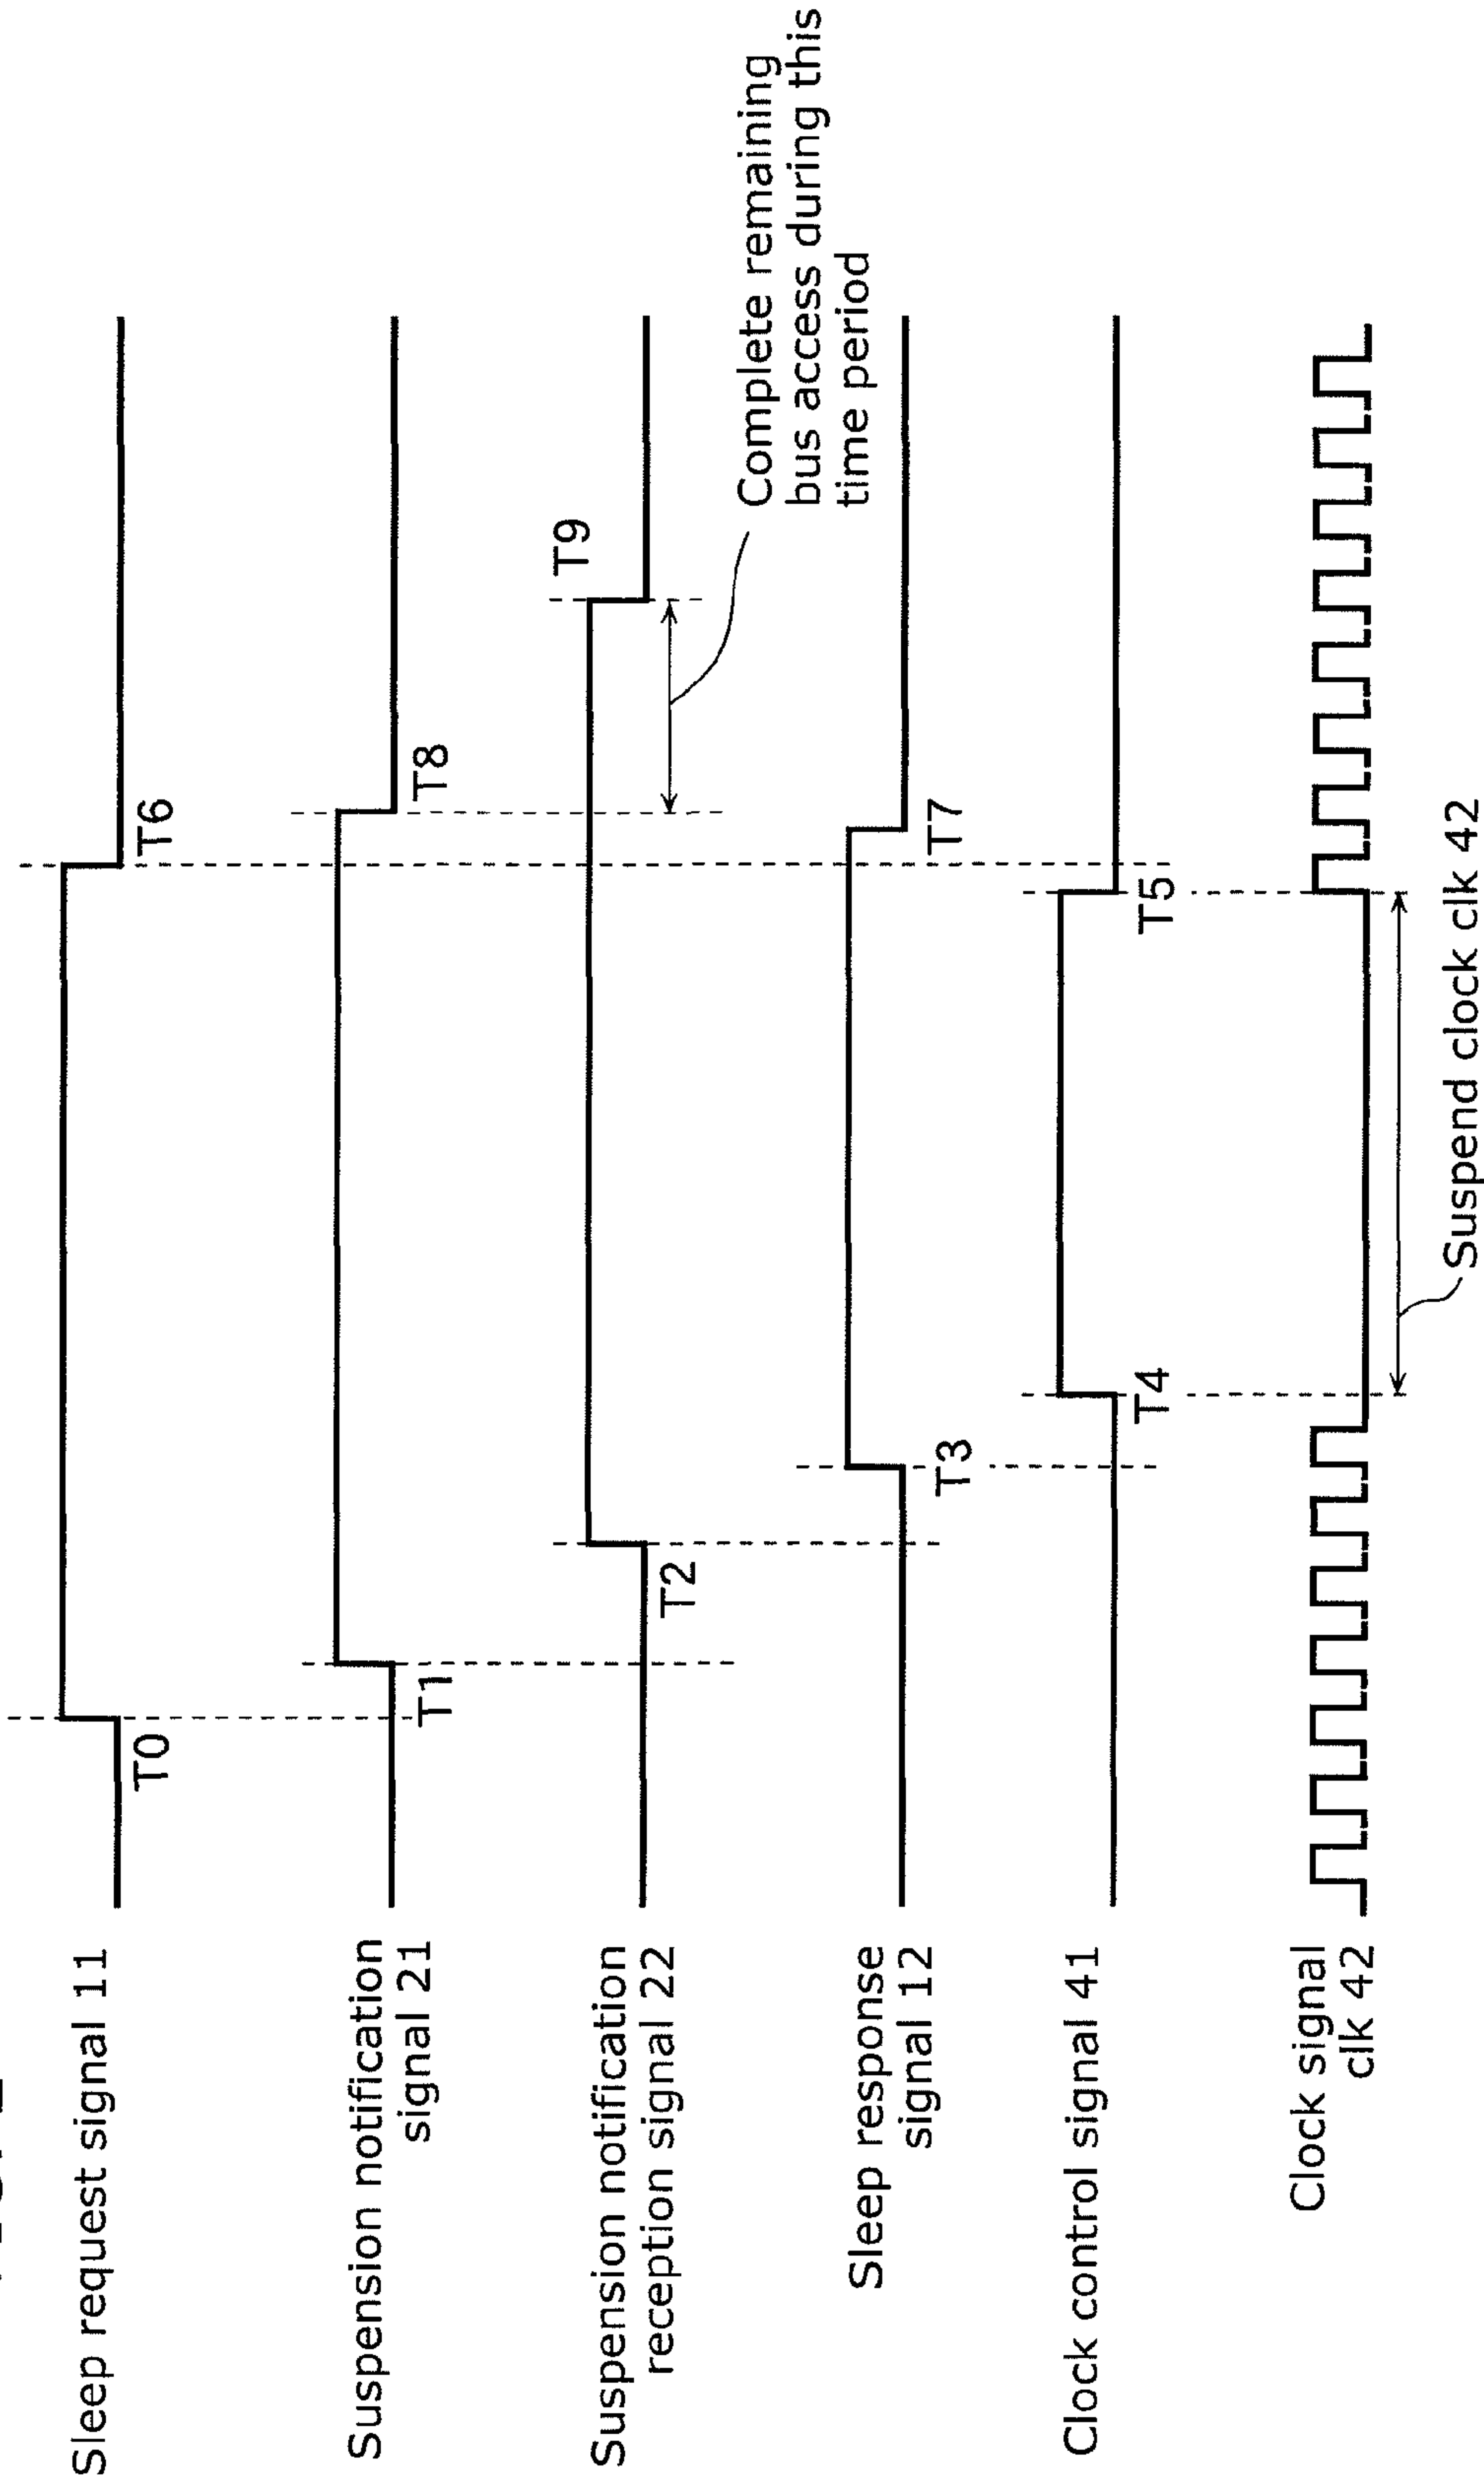 Sleep request signal 11
T0
T6
Suspension notification
signal 21
T1
T8
Suspension notification
reception signal 22
T2
T9
Complete remaining
bus access during this
time period
Sleep response
signal 12
T3
T7
Clock control signal 41
T4
T5
Clock signal
clk 42
Suspend clock clk 42